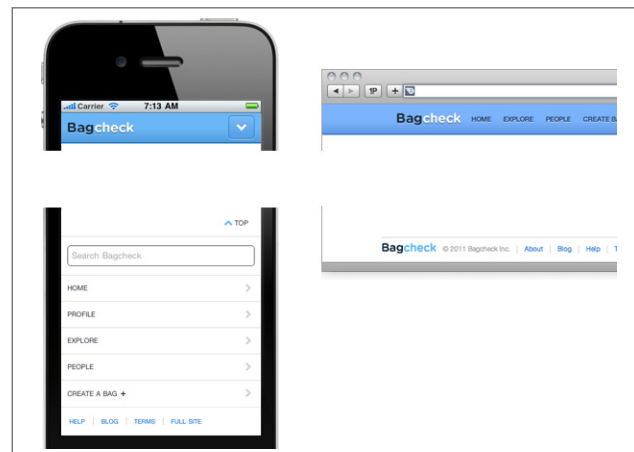 Carrier 7:13 AM
Bagcheck
TOP
Search Bagcheck
HOME
PROFILE
EXPLORE
PEOPLE
CREATE A BAG +
HELP | BLOG | TERMS | FULL SITE
1P +
Bagcheck HOME EXPLORE PEOPLE CREATE
Bagcheck © 2011 Bagcheck Inc. | About | Blog | Help |